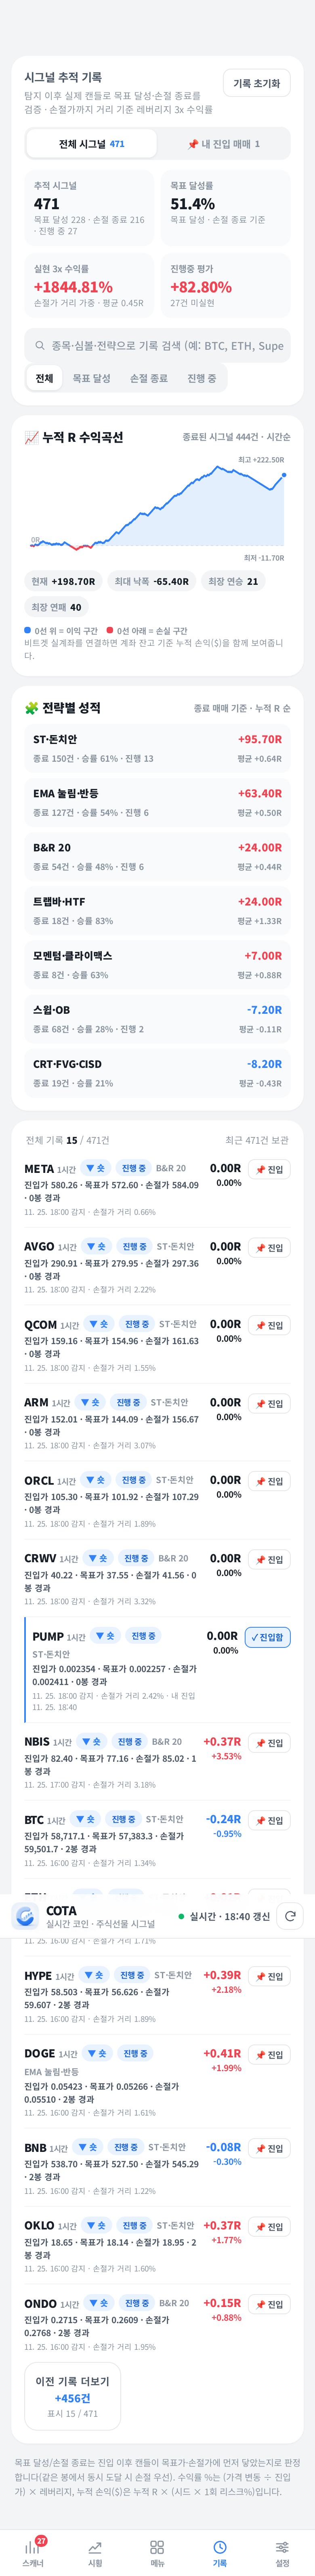 시그널 추적 기록
탐지 이후 실제 캔들로 목표 달성·손절 종료를
검증 · 손절가까지 거리 기준 레버리지 3x 수익률
기록 초기화
전체 시그널 471
📌 내 진입 매매 1
추적 시그널
471
목표 달성 228 · 손절 종료 216
· 진행 중 27
목표 달성률
51.4%
목표 달성 · 손절 종료 기준
실현 3x 수익률
+1844.81%
손절가 거리 가중 · 평균 0.45R
진행중 평가
+82.80%
27건 미실현
종목·심볼·전략으로 기록 검색 (예: BTC, ETH, Supe
전체
목표 달성
손절 종료
진행 중
📈 누적 R 수익곡선
종료된 시그널 444건 · 시간순
최고 +222.50R
0R
최저 -11.70R
현재 +198.70R
최대 낙폭 -65.40R
최장 연승 21
최장 연패 40
0선 위 = 이익 구간
0선 아래 = 손실 구간
비트겟 실계좌를 연결하면 계좌 잔고 기준 누적 손익($)을 함께 보여줍니
다.
🧩 전략별 성적
종료 매매 기준 · 누적 R 순
ST·돈치안
+95.70R
종료 150건 · 승률 61% · 진행 13
평균 +0.64R
EMA 눌림·반등
+63.40R
종료 127건 · 승률 54% · 진행 6
평균 +0.50R
B&R 20
+24.00R
종료 54건 · 승률 48% · 진행 6
평균 +0.44R
트랩바·HTF
+24.00R
종료 18건 · 승률 83%
평균 +1.33R
모멘텀·클라이맥스
+7.00R
종료 8건 · 승률 63%
평균 +0.88R
스윕·OB
-7.20R
종료 68건 · 승률 28% · 진행 2
평균 -0.11R
CRT·FVG·CISD
-8.20R
종료 19건 · 승률 21%
평균 -0.43R
전체 기록 15 / 471건
최근 471건 보관
META 1시간 ▼ 숏 진행 중 B&R 20
0.00R
0.00%
📌 진입
진입가 580.26 · 목표가 572.60 · 손절가 584.09
· 0봉 경과
11. 25. 18:00 감지 · 손절가 거리 0.66%
AVGO 1시간 ▼ 숏 진행 중 ST·돈치안
0.00R
0.00%
📌 진입
진입가 290.91 · 목표가 279.95 · 손절가 297.36
· 0봉 경과
11. 25. 18:00 감지 · 손절가 거리 2.22%
QCOM 1시간 ▼ 숏 진행 중 ST·돈치안
0.00R
0.00%
📌 진입
진입가 159.16 · 목표가 154.96 · 손절가 161.63
· 0봉 경과
11. 25. 18:00 감지 · 손절가 거리 1.55%
ARM 1시간 ▼ 숏 진행 중 ST·돈치안
0.00R
0.00%
📌 진입
진입가 152.01 · 목표가 144.09 · 손절가 156.67
· 0봉 경과
11. 25. 18:00 감지 · 손절가 거리 3.07%
ORCL 1시간 ▼ 숏 진행 중 ST·돈치안
0.00R
0.00%
📌 진입
진입가 105.30 · 목표가 101.92 · 손절가 107.29
· 0봉 경과
11. 25. 18:00 감지 · 손절가 거리 1.89%
CRWV 1시간 ▼ 숏 진행 중 B&R 20
0.00R
0.00%
📌 진입
진입가 40.22 · 목표가 37.55 · 손절가 41.56 · 0
봉 경과
11. 25. 18:00 감지 · 손절가 거리 3.32%
PUMP 1시간 ▼ 숏 진행 중
ST·돈치안
0.00R
0.00%
✓ 진입함
진입가 0.002354 · 목표가 0.002257 · 손절가
0.002411 · 0봉 경과
11. 25. 18:00 감지 · 손절가 거리 2.42% · 내 진입
11. 25. 18:40
NBIS 1시간 ▼ 숏 진행 중 B&R 20
+0.37R
+3.53%
📌 진입
진입가 82.40 · 목표가 77.16 · 손절가 85.02 · 1
봉 경과
11. 25. 17:00 감지 · 손절가 거리 3.18%
BTC 1시간 ▼ 숏 진행 중 ST·돈치안
-0.24R
-0.95%
📌 진입
진입가 58,717.1 · 목표가 57,383.3 · 손절가
59,501.7 · 2봉 경과
11. 25. 16:00 감지 · 손절가 거리 1.34%
COTA
실시간 코인 · 주식선물 시그널
실시간 · 18:40 갱신
11. 25. 16:00 감지 · 손절가 거리 1.71%
HYPE 1시간 ▼ 숏 진행 중 ST·돈치안
+0.39R
+2.18%
📌 진입
진입가 58.503 · 목표가 56.626 · 손절가
59.607 · 2봉 경과
11. 25. 16:00 감지 · 손절가 거리 1.89%
DOGE 1시간 ▼ 숏 진행 중
EMA 눌림·반등
+0.41R
+1.99%
📌 진입
진입가 0.05423 · 목표가 0.05266 · 손절가
0.05510 · 2봉 경과
11. 25. 16:00 감지 · 손절가 거리 1.61%
BNB 1시간 ▼ 숏 진행 중 ST·돈치안
-0.08R
-0.30%
📌 진입
진입가 538.70 · 목표가 527.50 · 손절가 545.29
· 2봉 경과
11. 25. 16:00 감지 · 손절가 거리 1.22%
OKLO 1시간 ▼ 숏 진행 중 ST·돈치안
+0.37R
+1.77%
📌 진입
진입가 18.65 · 목표가 18.14 · 손절가 18.95 · 2
봉 경과
11. 25. 16:00 감지 · 손절가 거리 1.60%
ONDO 1시간 ▼ 숏 진행 중 B&R 20
+0.15R
+0.88%
📌 진입
진입가 0.2715 · 목표가 0.2609 · 손절가
0.2768 · 2봉 경과
11. 25. 16:00 감지 · 손절가 거리 1.95%
이전 기록 더보기
+456건
표시 15 / 471
목표 달성/손절 종료는 진입 이후 캔들이 목표가·손절가에 먼저 닿았는지로 판정
합니다(같은 봉에서 동시 도달 시 손절 우선). 수익률 %는 (가격 변동 ÷ 진입
가) × 레버리지, 누적 손익($)은 누적 R × (시드 × 1회 리스크%)입니다.
27
스캐너
시황
메뉴
기록
설정